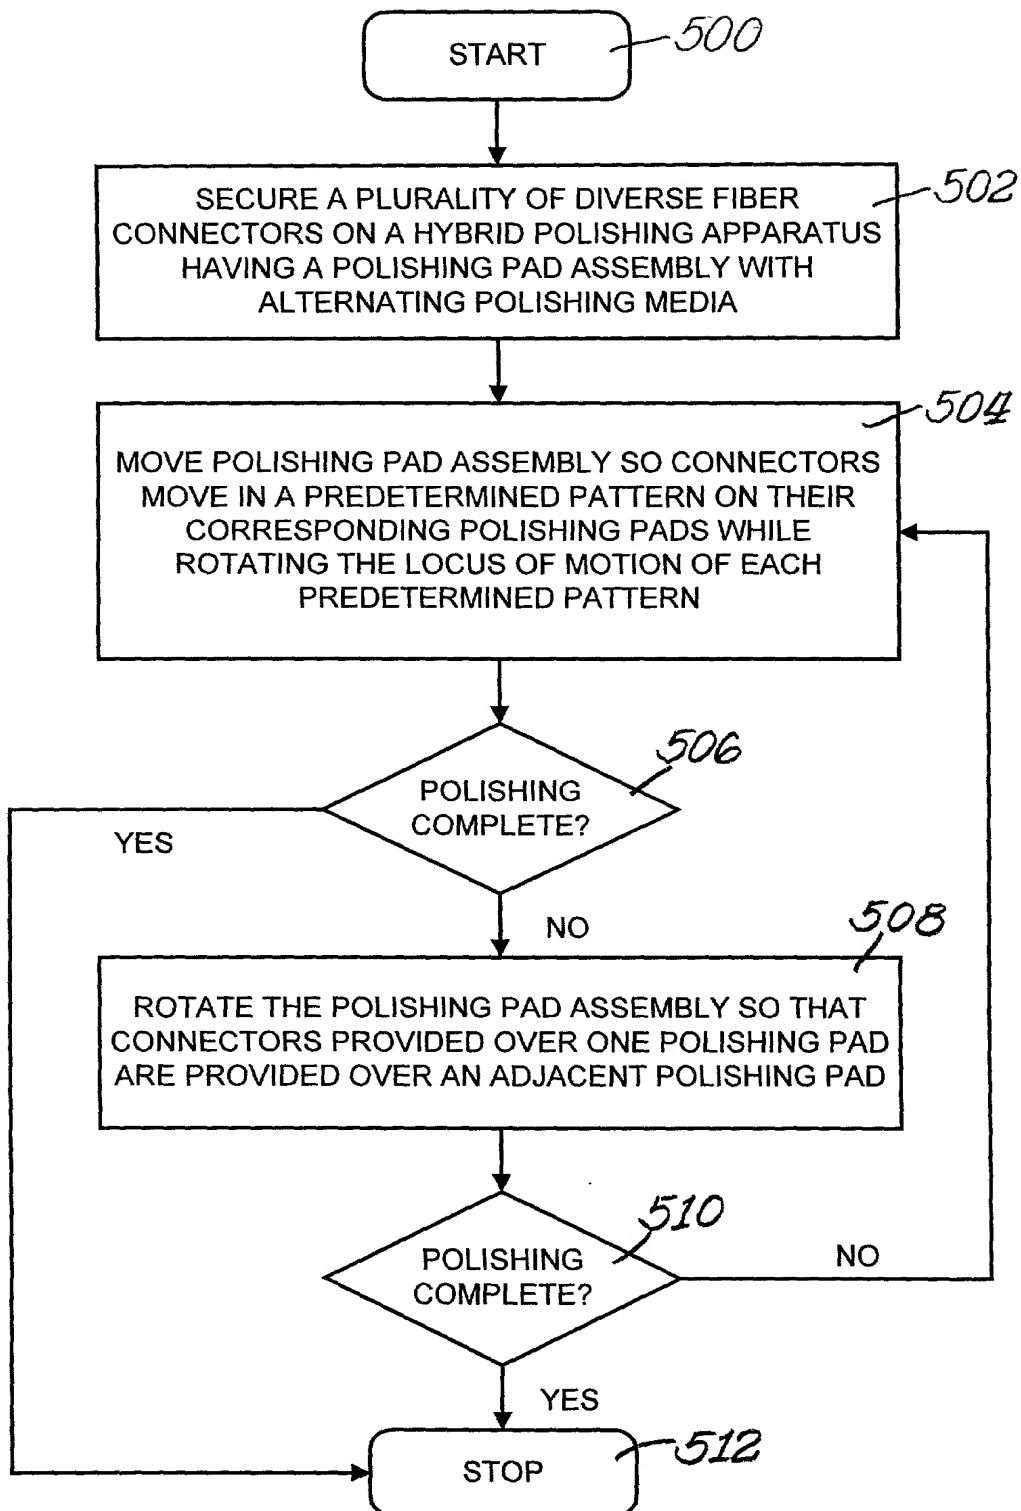 START
500
SECURE A PLURALITY OF DIVERSE FIBER
CONNECTORS ON A HYBRID POLISHING APPARATUS
HAVING A POLISHING PAD ASSEMBLY WITH
ALTERNATING POLISHING MEDIA
502
MOVE POLISHING PAD ASSEMBLY SO CONNECTORS
MOVE IN A PREDETERMINED PATTERN ON THEIR
CORRESPONDING POLISHING PADS WHILE
ROTATING THE LOCUS OF MOTION OF EACH
PREDETERMINED PATTERN
504
POLISHING
COMPLETE?
506
YES
NO
508
ROTATE THE POLISHING PAD ASSEMBLY SO THAT
CONNECTORS PROVIDED OVER ONE POLISHING PAD
ARE PROVIDED OVER AN ADJACENT POLISHING PAD
POLISHING
COMPLETE?
510
NO
YES
STOP
512